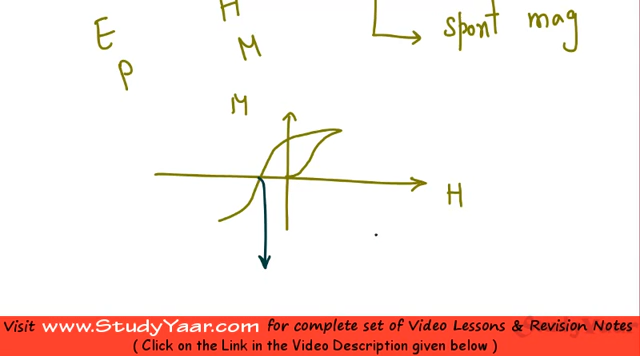 H
spont mag
E
M
P
M
H
Visit www.StudyYaar.com for complete set of Video Lessons & Revision Notes
( Click on the Link in the Video Description given below )